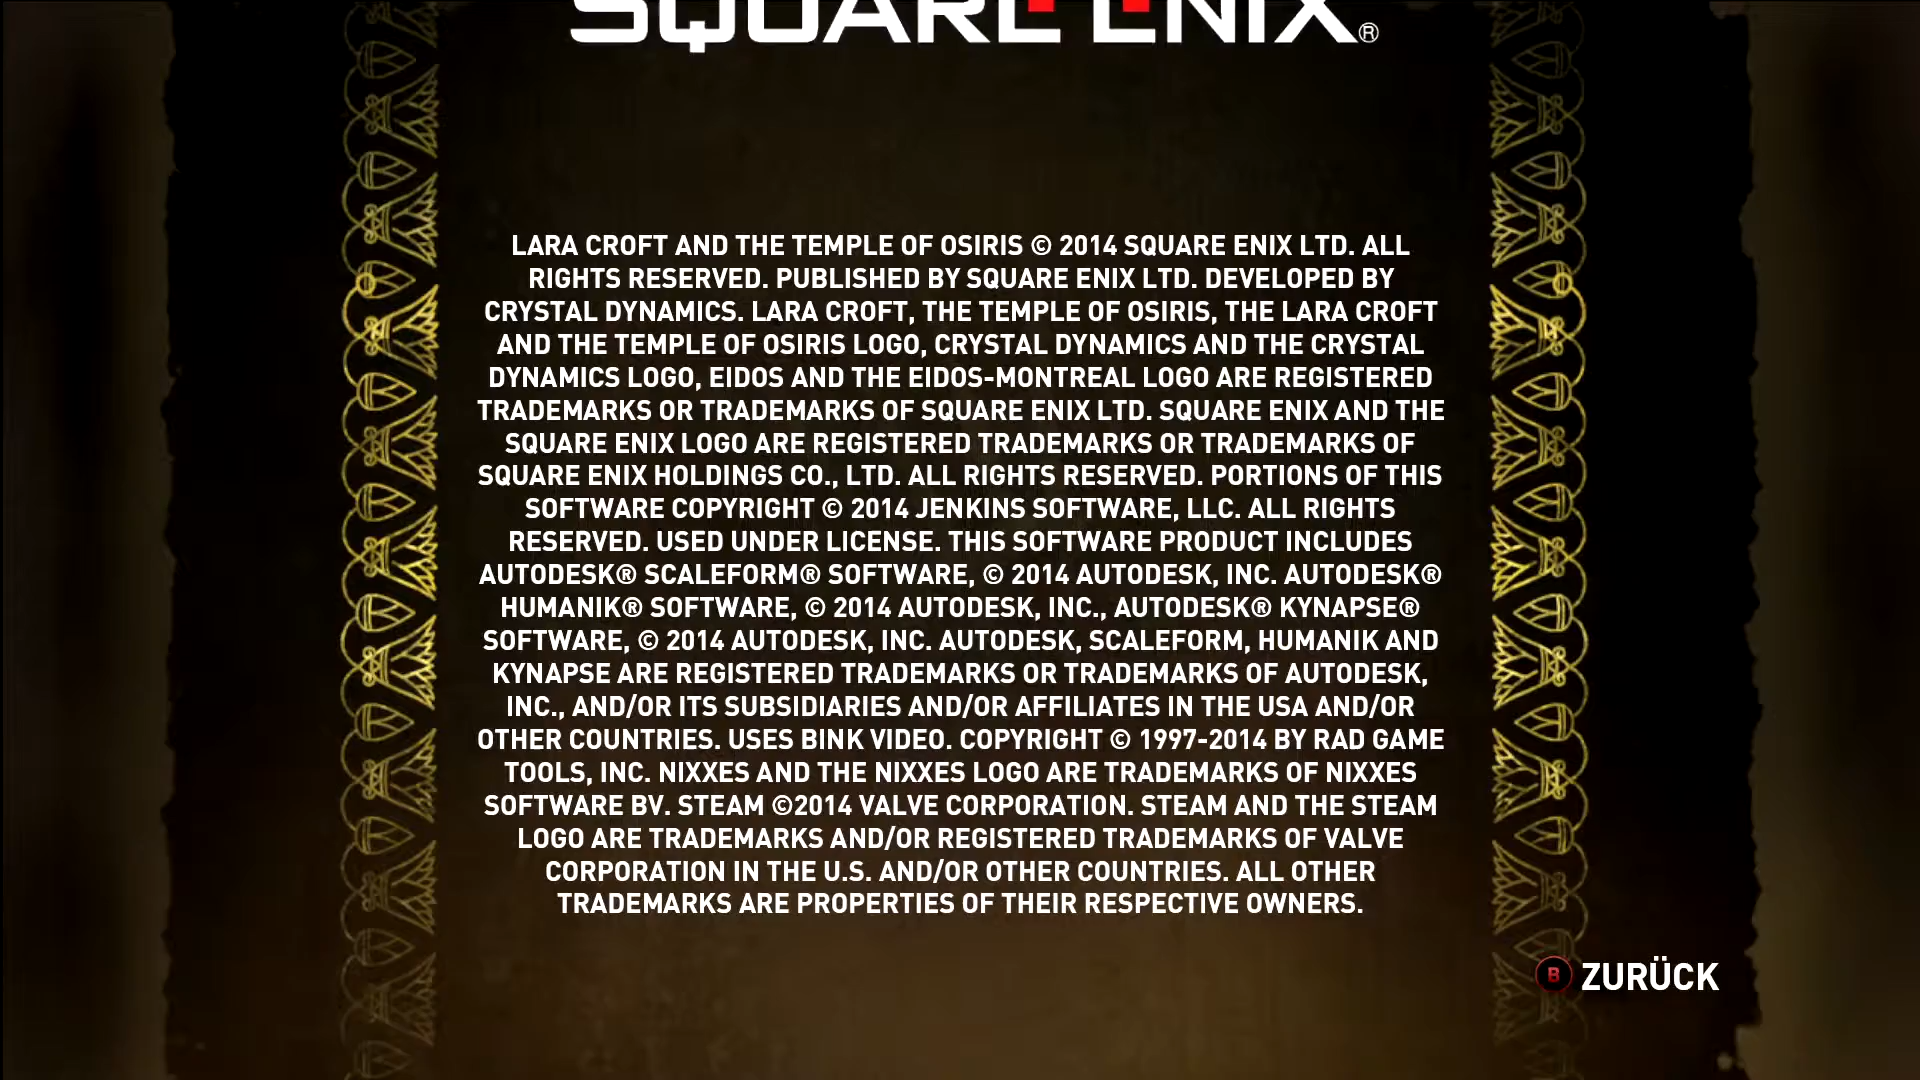 SQUARE ENIX®
LARA CROFT AND THE TEMPLE OF OSIRIS © 2014 SQUARE ENIX LTD. ALL
RIGHTS RESERVED. PUBLISHED BY SQUARE ENIX LTD. DEVELOPED BY
CRYSTAL DYNAMICS. LARA CROFT, THE TEMPLE OF OSIRIS, THE LARA CROFT
AND THE TEMPLE OF OSIRIS LOGO, CRYSTAL DYNAMICS AND THE CRYSTAL
DYNAMICS LOGO, EIDOS AND THE EIDOS-MONTREAL LOGO ARE REGISTERED
TRADEMARKS OR TRADEMARKS OF SQUARE ENIX LTD. SQUARE ENIX AND THE
SQUARE ENIX LOGO ARE REGISTERED TRADEMARKS OR TRADEMARKS OF
SQUARE ENIX HOLDINGS CO., LTD. ALL RIGHTS RESERVED. PORTIONS OF THIS
SOFTWARE COPYRIGHT © 2014 JENKINS SOFTWARE, LLC. ALL RIGHTS
RESERVED. USED UNDER LICENSE. THIS SOFTWARE PRODUCT INCLUDES
AUTODESK® SCALEFORM® SOFTWARE, © 2014 AUTODESK, INC. AUTODESK®
HUMANIK® SOFTWARE, © 2014 AUTODESK, INC., AUTODESK® KYNAPSE®
SOFTWARE, © 2014 AUTODESK, INC. AUTODESK, SCALEFORM, HUMANIK AND
KYNAPSE ARE REGISTERED TRADEMARKS OR TRADEMARKS OF AUTODESK,
INC., AND/OR ITS SUBSIDIARIES AND/OR AFFILIATES IN THE USA AND/OR
OTHER COUNTRIES. USES BINK VIDEO. COPYRIGHT © 1997-2014 BY RAD GAME
TOOLS, INC. NIXXES AND THE NIXXES LOGO ARE TRADEMARKS OF NIXXES
SOFTWARE BV. STEAM ©2014 VALVE CORPORATION. STEAM AND THE STEAM
LOGO ARE TRADEMARKS AND/OR REGISTERED TRADEMARKS OF VALVE
CORPORATION IN THE U.S. AND/OR OTHER COUNTRIES. ALL OTHER
TRADEMARKS ARE PROPERTIES OF THEIR RESPECTIVE OWNERS.
B ZURÜCK